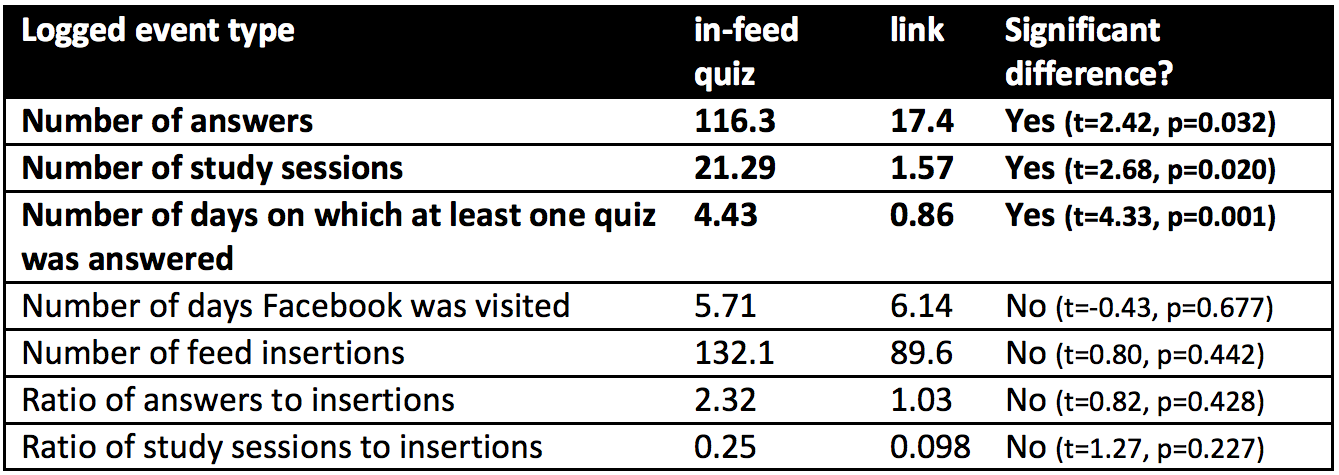 Logged event type in-feed quiz link Significant difference?
Number of answers 116.3 17.4 Yes (t=2.42, p=0.032)
Number of study sessions 21.29 1.57 Yes (t=2.68, p=0.020)
Number of days on which at least one quiz was answered 4.43 0.86 Yes (t=4.33, p=0.001)
Number of days Facebook was visited 5.71 6.14 No (t=-0.43, p=0.677)
Number of feed insertions 132.1 89.6 No (t=0.80, p=0.442)
Ratio of answers to insertions 2.32 1.03 No (t=0.82, p=0.428)
Ratio of study sessions to insertions 0.25 0.098 No (t=1.27, p=0.227)